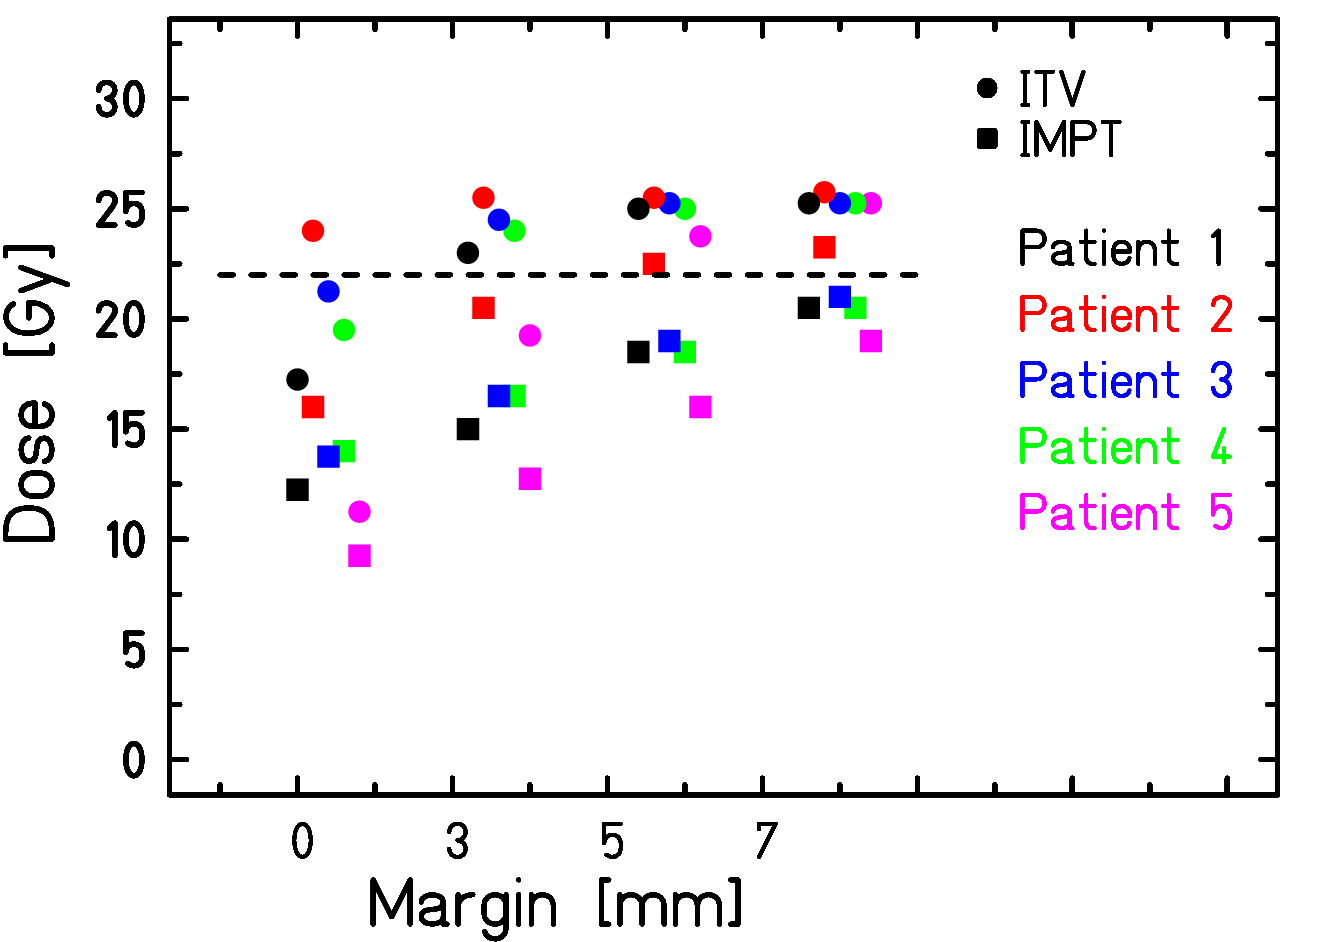 ITV
IMPT
Patient 1
Patient 2
Patient 3
Patient 4
Patient 5
Dose [Gy]
30
25
20
15
10
5
0
0 3 5 7
Margin [mm]